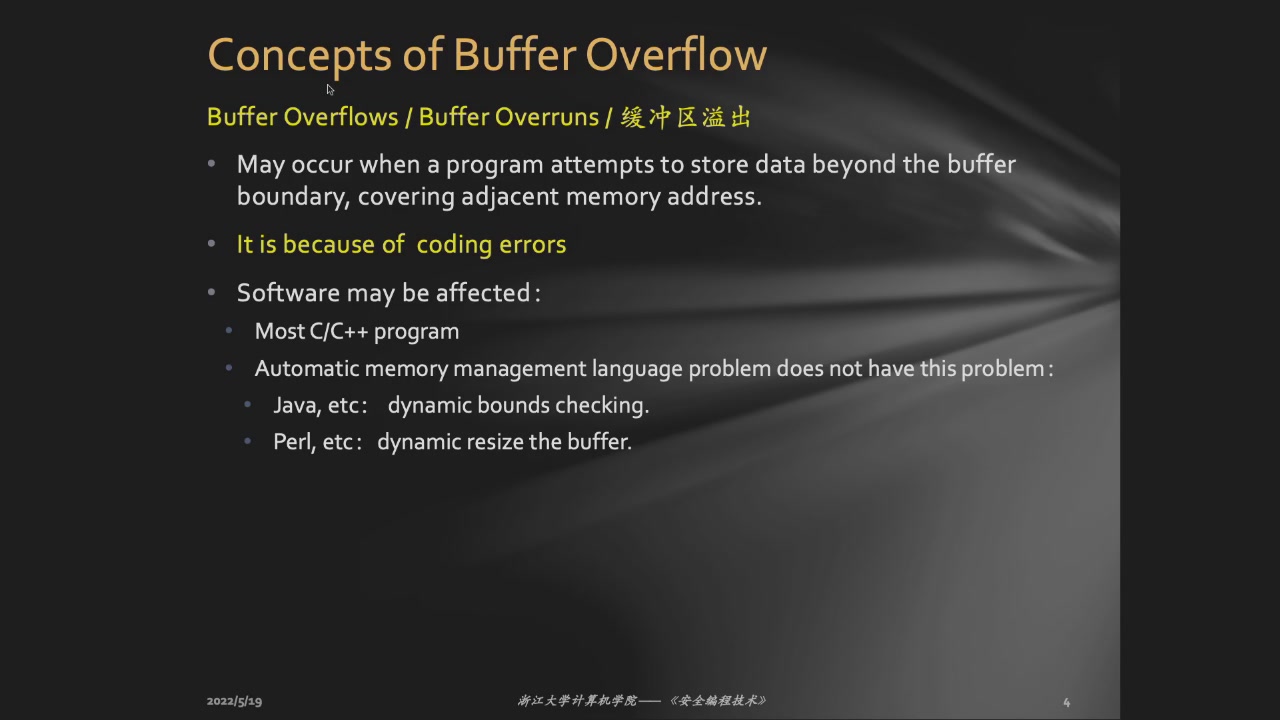 Concepts of Buffer Overflow
Buffer Overflows / Buffer Overruns / 缓冲区溢出
• May occur when a program attempts to store data beyond the buffer
boundary, covering adjacent memory address.
• It is because of  coding errors
• Software may be affected：
• Most C/C++ program
• Automatic memory management language problem does not have this problem：
• Java, etc：  dynamic bounds checking.
• Perl, etc： dynamic resize the buffer.
2022/5/19
浙江大学计算机学院——《安全编程技术》
4